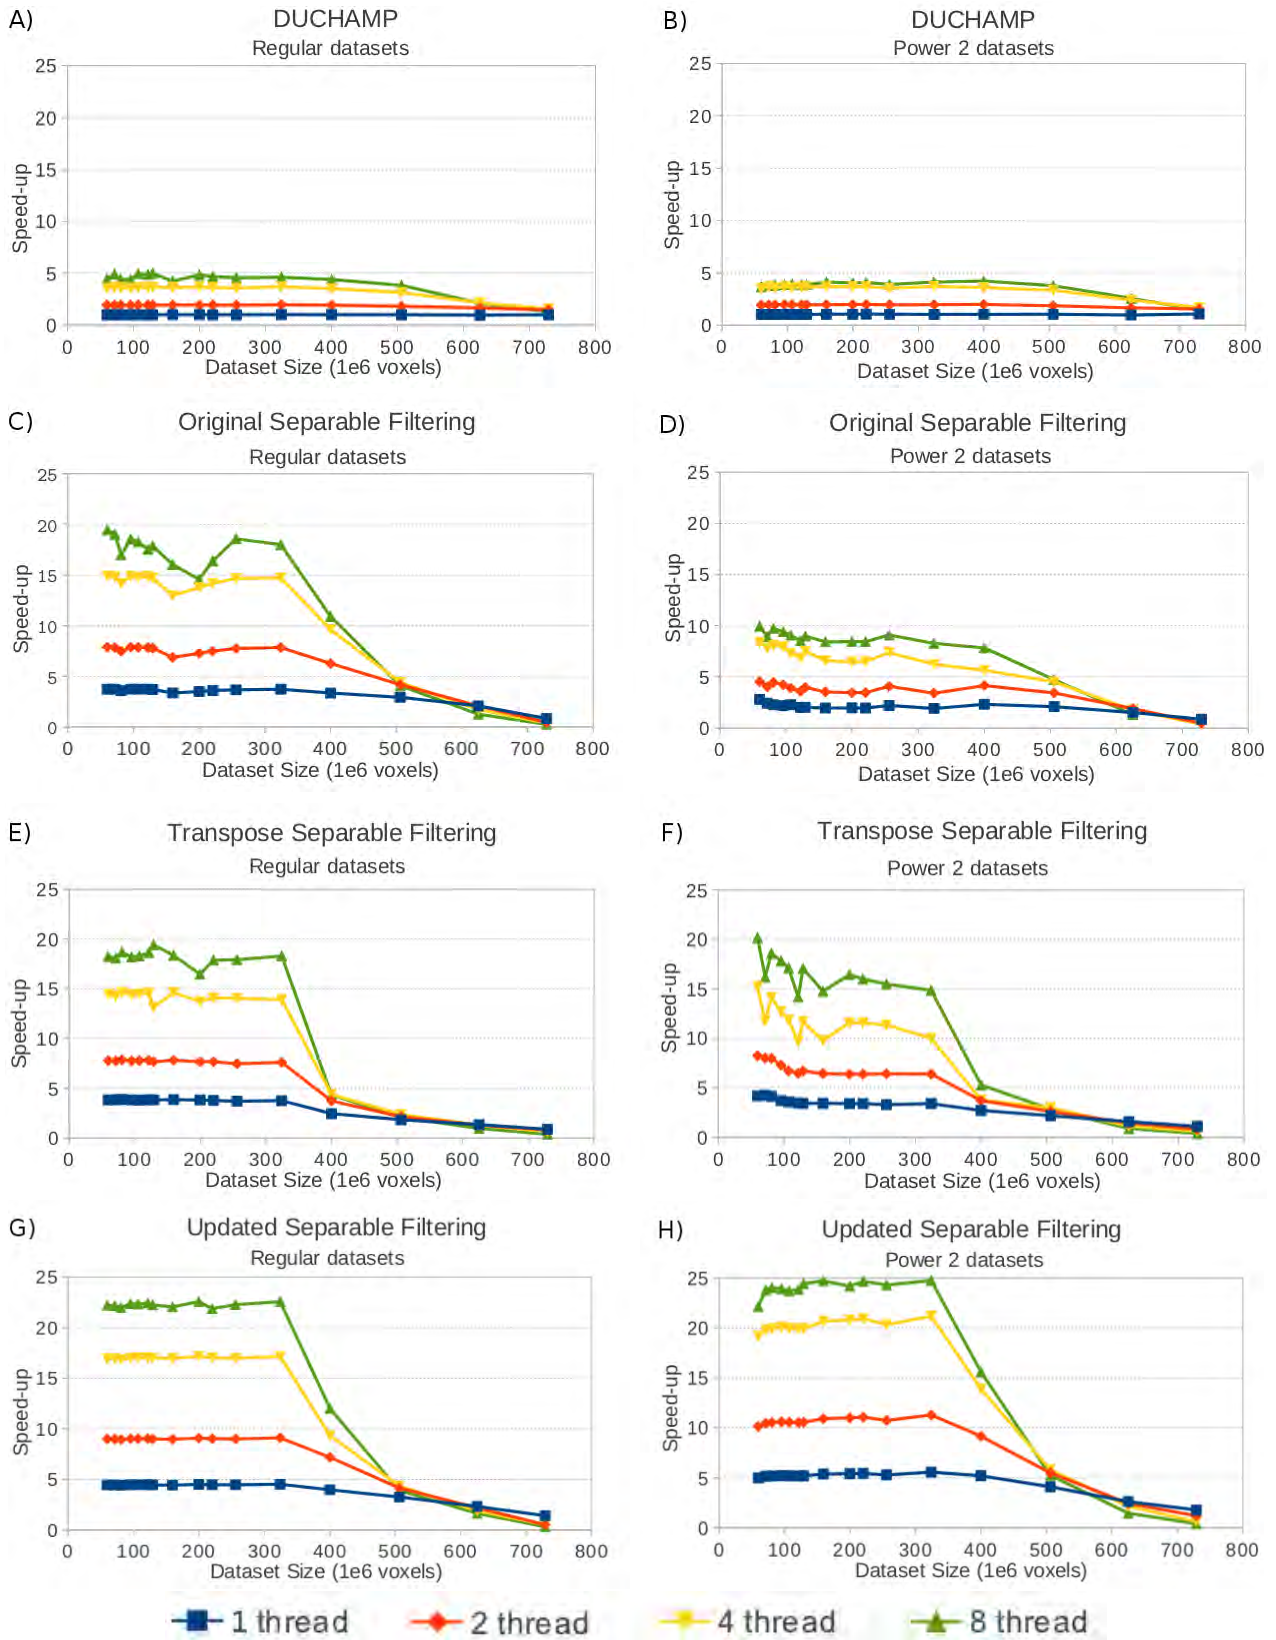 A)
DUCHAMP
Regular datasets
25
20
15
10
5
0
Speed-up
0 100 200 300 400 500 600 700 800
Dataset Size (1e6 voxels)
B)
DUCHAMP
Power 2 datasets
25
20
15
10
5
0
Speed-up
0 100 200 300 400 500 600 700 800
Dataset Size (1e6 voxels)
C)
Original Separable Filtering
Regular datasets
25
20
15
10
5
0
Speed-up
0 100 200 300 400 500 600 700 800
Dataset Size (1e6 voxels)
D)
Original Separable Filtering
Power 2 datasets
25
20
15
10
5
0
Speed-up
0 100 200 300 400 500 600 700 800
Dataset Size (1e6 voxels)
E)
Transpose Separable Filtering
Regular datasets
25
20
15
10
5
0
Speed-up
0 100 200 300 400 500 600 700 800
Dataset Size (1e6 voxels)
F)
Transpose Separable Filtering
Power 2 datasets
25
20
15
10
5
0
Speed-up
0 100 200 300 400 500 600 700 800
Dataset Size (1e6 voxels)
G)
Updated Separable Filtering
Regular datasets
25
20
15
10
5
0
Speed-up
0 100 200 300 400 500 600 700 800
Dataset Size (1e6 voxels)
H)
Updated Separable Filtering
Power 2 datasets
25
20
15
10
5
0
Speed-up
0 100 200 300 400 500 600 700 800
Dataset Size (1e6 voxels)
1 thread 2 thread 4 thread 8 thread